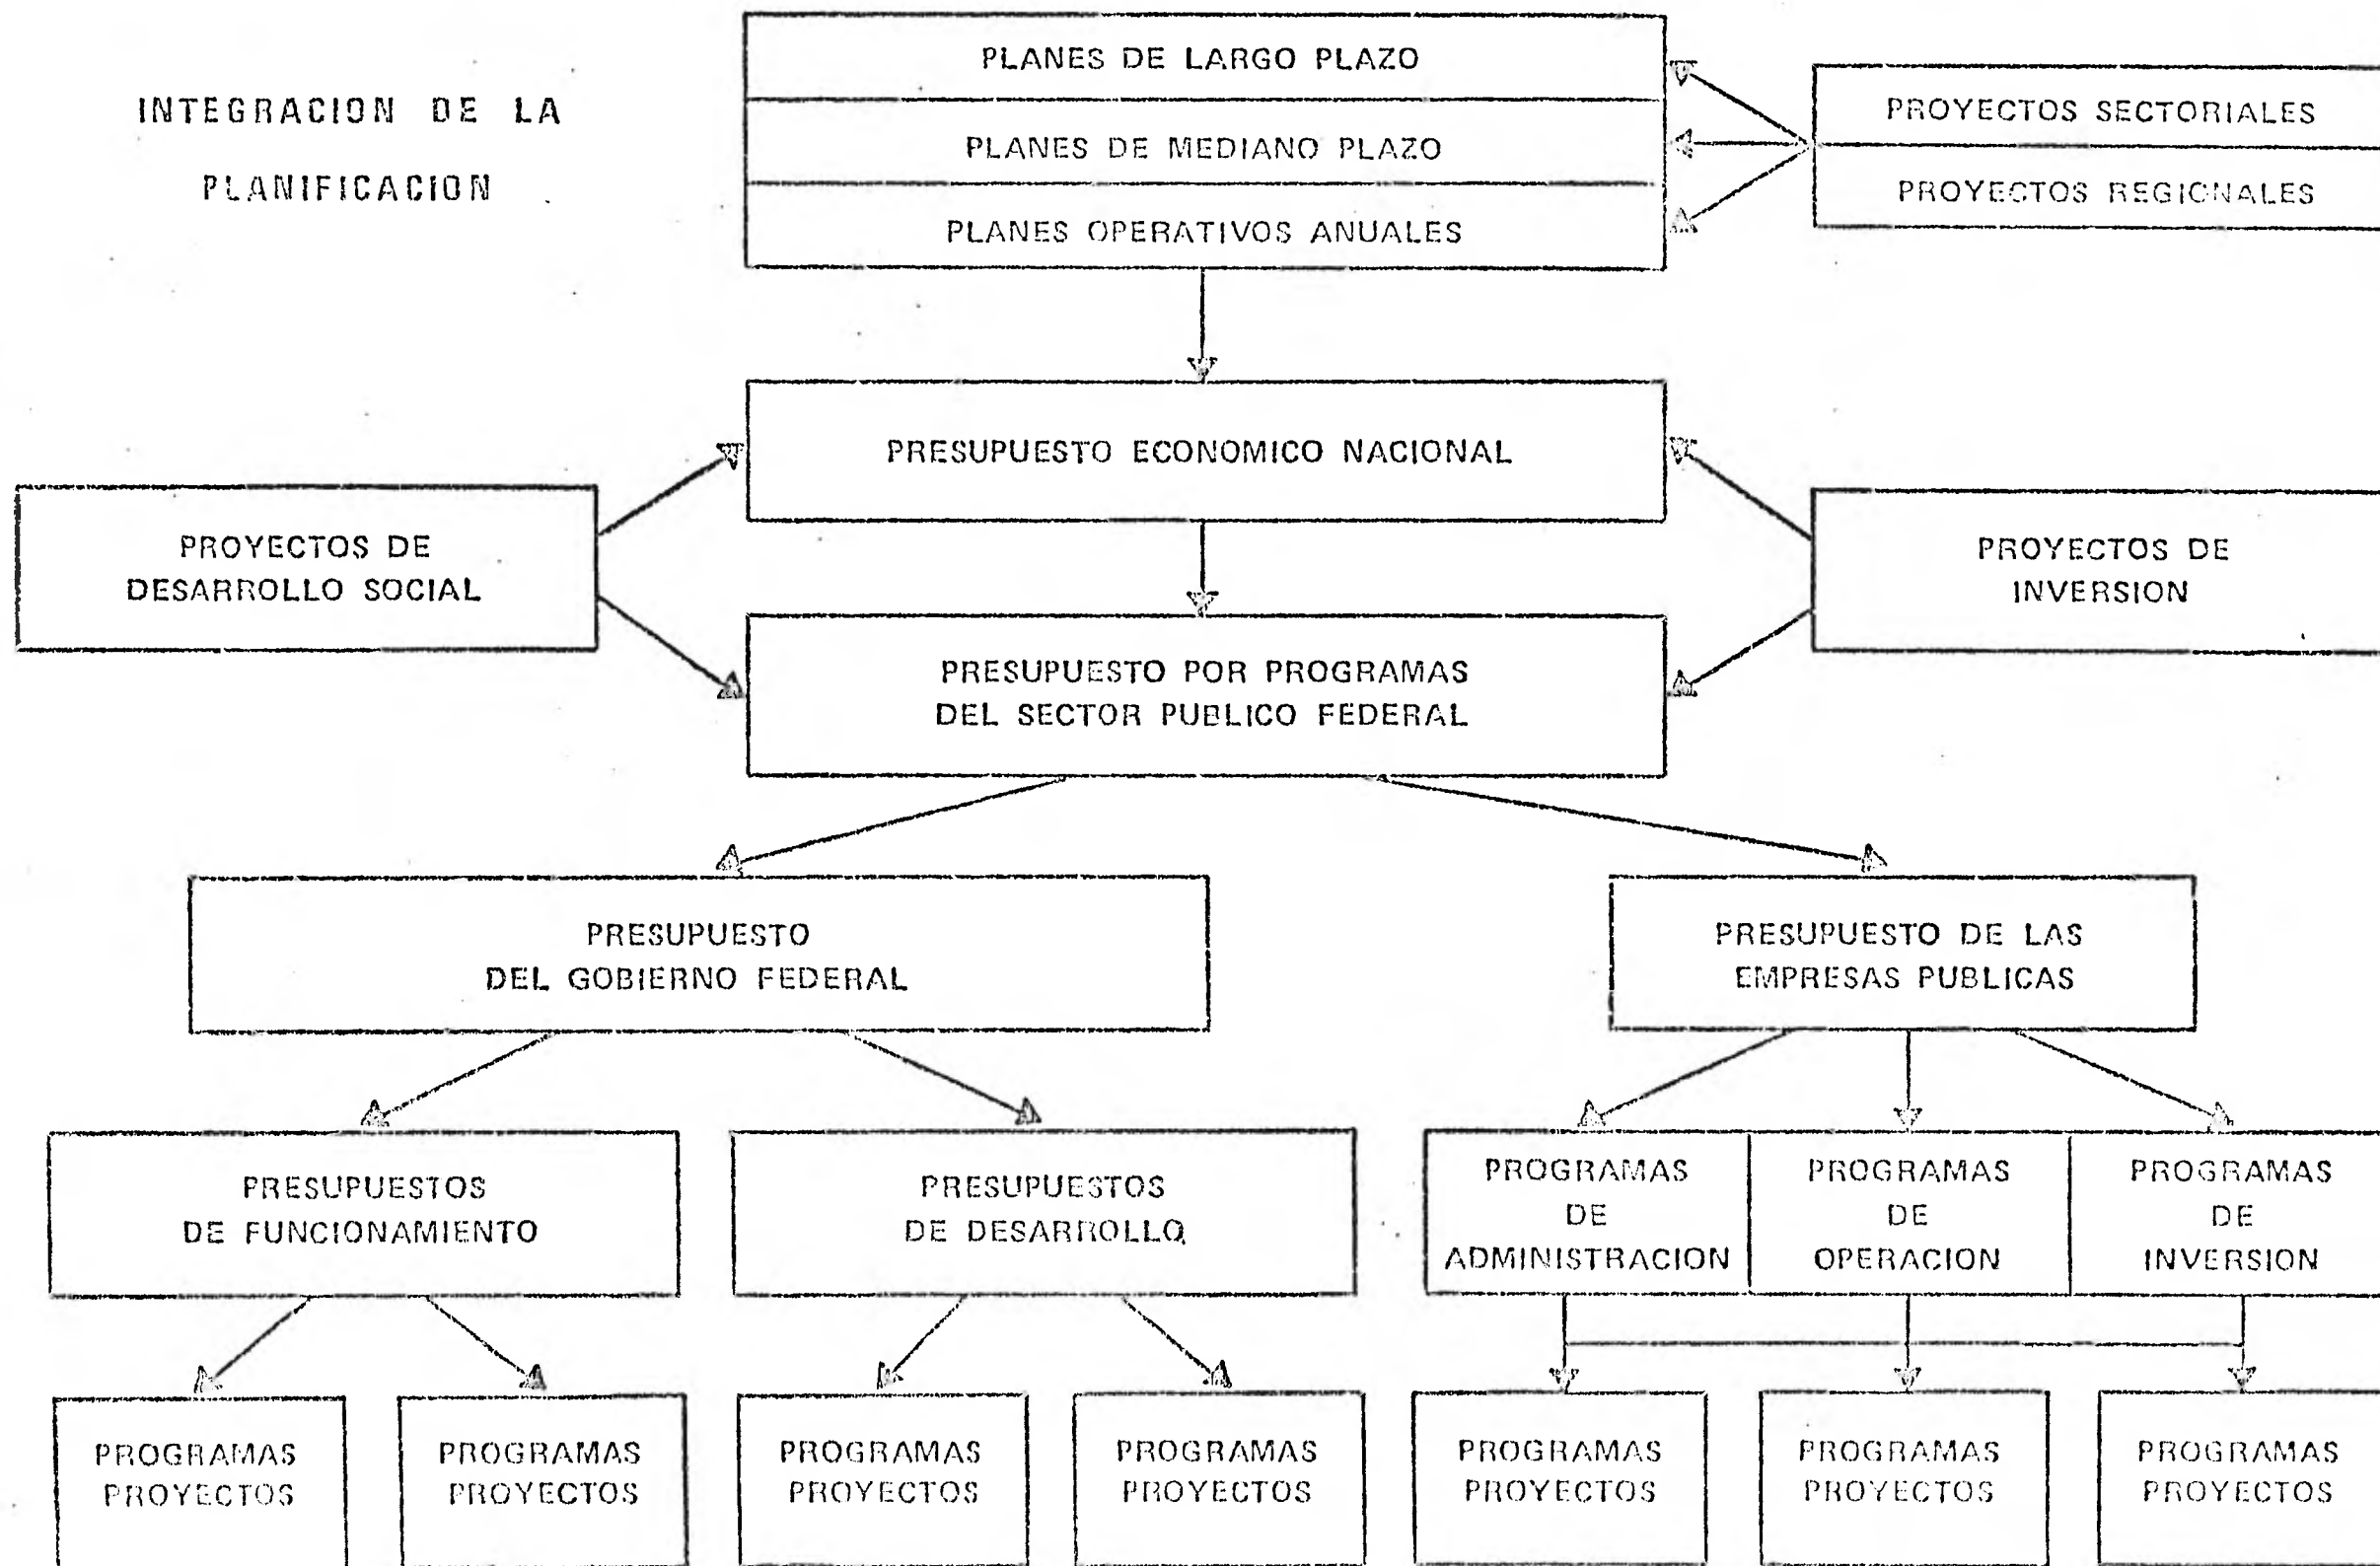 INTEGRACION DE LA
PLANIFICACION
PLANES DE LARGO PLAZO
PLANES DE MEDIANO PLAZO
PLANES OPERATIVOS ANUALES
PROYECTOS SECTORIALES
PROYECTOS REGIONALES
PRESUPUESTO ECONOMICO NACIONAL
PROYECTOS DE
DESARROLLO SOCIAL
PROYECTOS DE
INVERSION
PRESUPUESTO POR PROGRAMAS
DEL SECTOR PUBLICO FEDERAL
PRESUPUESTO
DEL GOBIERNO FEDERAL
PRESUPUESTO DE LAS
EMPRESAS PUBLICAS
PRESUPUESTOS
DE FUNCIONAMIENTO
PRESUPUESTOS
DE DESARROLLO
PROGRAMAS
DE
ADMINISTRACION
PROGRAMAS
DE
OPERACION
PROGRAMAS
DE
INVERSION
PROGRAMAS
PROYECTOS
PROGRAMAS
PROYECTOS
PROGRAMAS
PROYECTOS
PROGRAMAS
PROYECTOS
PROGRAMAS
PROYECTOS
PROGRAMAS
PROYECTOS
PROGRAMAS
PROYECTOS